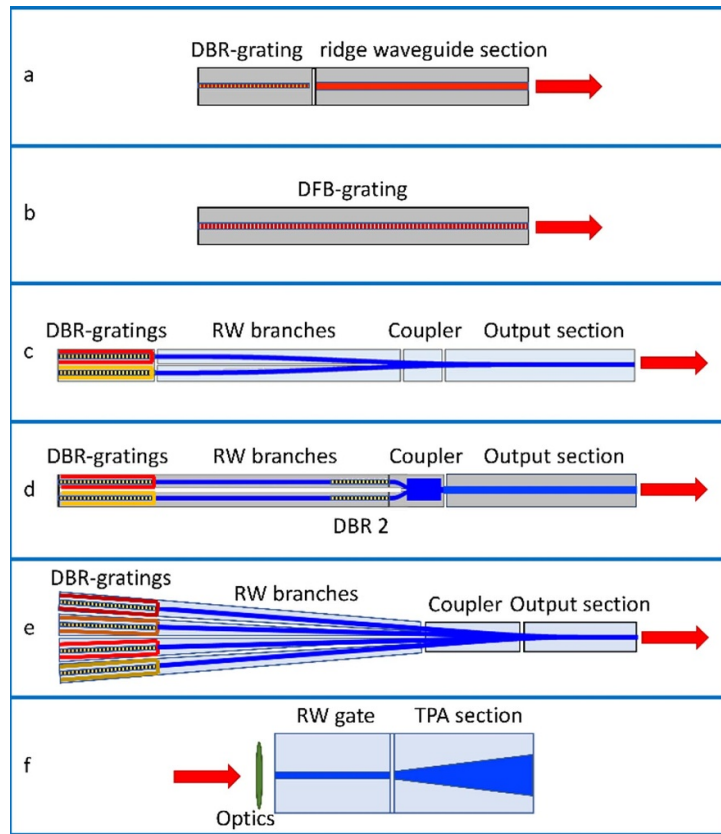 a
DBR-grating ridge waveguide section
b
DFB-grating
c
DBR-gratings RW branches Coupler Output section
d
DBR-gratings RW branches Coupler Output section
DBR 2
e
DBR-gratings
RW branches
Coupler Output section
f
RW gate TPA section
Optics